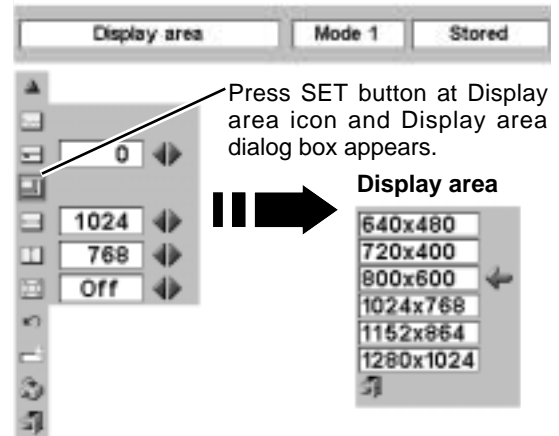 Display area
Mode 1
Stored
Press SET button at Display
area icon and Display area
dialog box appears.
0
1024
768
Off
Display area
640x480
720x400
800x600
1024x768
1152x864
1280x1024